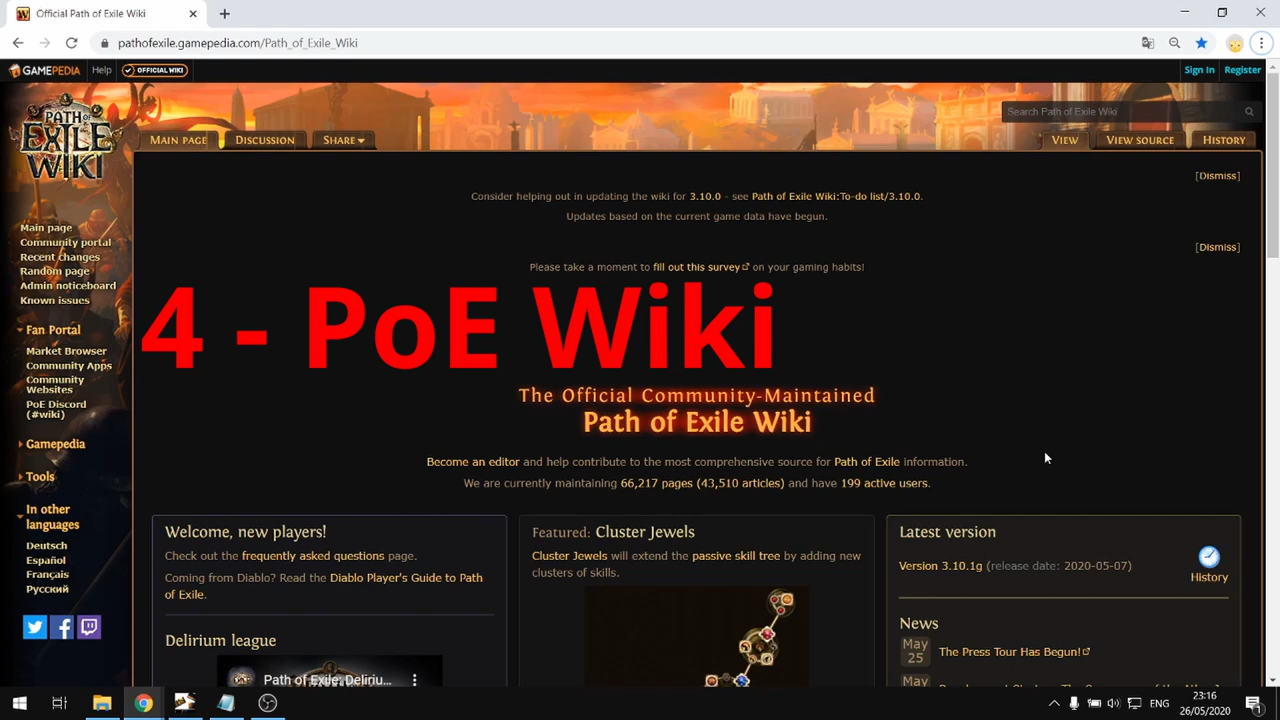 Official Path of Exile Wiki
pathofexile.gamepedia.com/Path_of_Exile_Wiki
GAMEPEDIA Help OFFICIAL WIKI
Sign In Register
PATH OF EXILE WIKI
Search Path of Exile Wiki
MAIN PAGE DISCUSSION SHARE VIEW VIEW SOURCE HISTORY
[Dismiss]
Consider helping out in updating the wiki for 3.10.0 - see Path of Exile Wiki:To-do list/3.10.0.
Updates based on the current game data have begun.
[Dismiss]
Please take a moment to fill out this survey on your gaming habits!
4 - PoE Wiki
The Official Community-Maintained
Path of Exile Wiki
Become an editor and help contribute to the most comprehensive source for Path of Exile information.
We are currently maintaining 66,217 pages (43,510 articles) and have 199 active users.
Main page
Community portal
Recent changes
Random page
Admin noticeboard
Known issues
Fan Portal
Market Browser
Community Apps
Community
Websites
PoE Discord
(#wiki)
Gamepedia
Tools
In other
languages
Deutsch
Español
Français
Русский
Welcome, new players!
Check out the frequently asked questions page.
Coming from Diablo? Read the Diablo Player's Guide to Path
of Exile.
Delirium league
Path of Exile: Deliriu...
Featured: Cluster Jewels
Cluster Jewels will extend the passive skill tree by adding new
clusters of skills.
Latest version
Version 3.10.1g (release date: 2020-05-07)
History
News
May
25
The Press Tour Has Begun!
May
ENG
23:16
26/05/2020